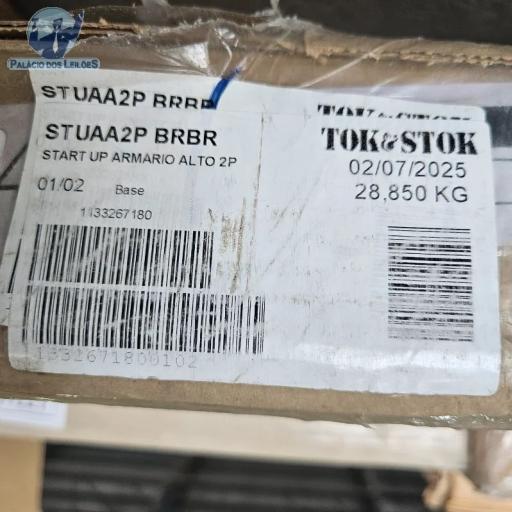 PALÁCIO DOS LEILÕES
STUAA2P BRBR
TOK&STOK
STUAA2P BRBR
TOK&STOK
START UP ARMARIO ALTO 2P
02/07/2025
01/02 Base
28,850 KG
1133267180